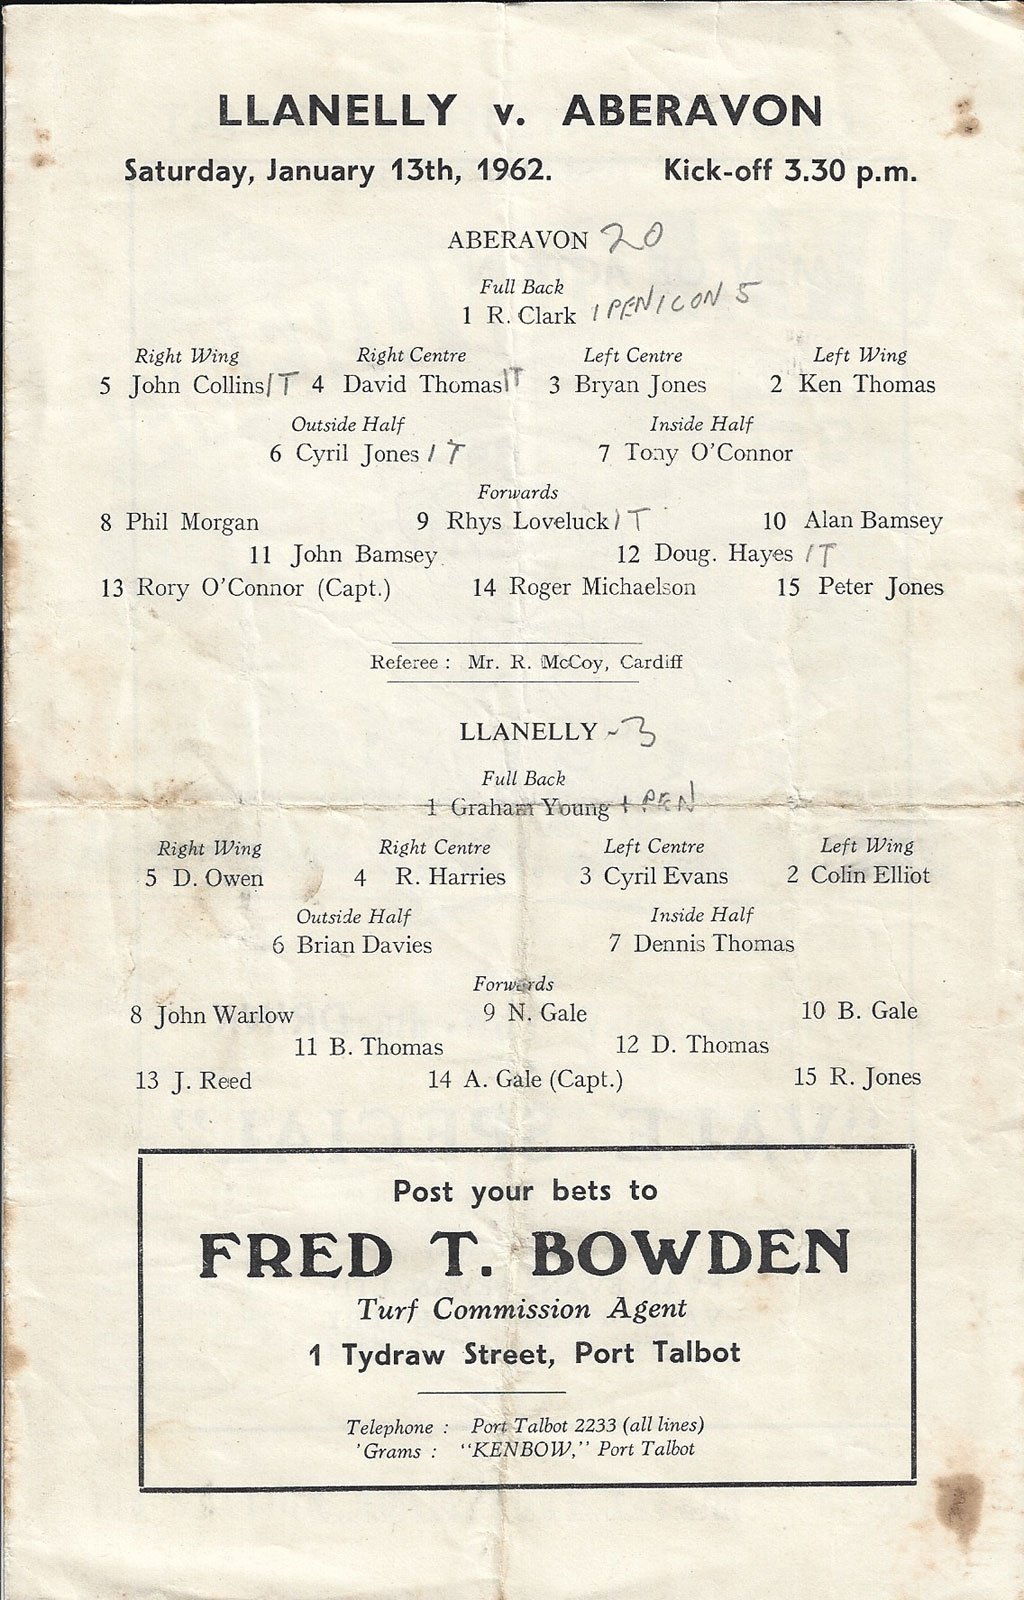 LLANELLY v. ABERAVON
Saturday, January 13th, 1962. Kick-off 3.30 p.m.
ABERAVON 20
Full Back
1 R. Clark 1 PEN 1 CON 5
Right Wing Right Centre Left Centre Left Wing
5 John Collins 1T 4 David Thomas 1T 3 Bryan Jones 2 Ken Thomas
Outside Half Inside Half
6 Cyril Jones 1T 7 Tony O'Connor
Forwards
8 Phil Morgan 9 Rhys Loveluck 1T 10 Alan Bamsey
11 John Bamsey 12 Doug. Hayes 1T
13 Rory O'Connor (Capt.) 14 Roger Michaelson 15 Peter Jones
Referee : Mr. R. McCoy, Cardiff
LLANELLY - 3
Full Back
1 Graham Young 1 PEN
Right Wing Right Centre Left Centre Left Wing
5 D. Owen 4 R. Harries 3 Cyril Evans 2 Colin Elliot
Outside Half Inside Half
6 Brian Davies 7 Dennis Thomas
Forwards
8 John Warlow 9 N. Gale 10 B. Gale
11 B. Thomas 12 D. Thomas
13 J. Reed 14 A. Gale (Capt.) 15 R. Jones
Post your bets to
FRED T. BOWDEN
Turf Commission Agent
1 Tydraw Street, Port Talbot
Telephone : Port Talbot 2233 (all lines)
'Grams : "KENBOW," Port Talbot